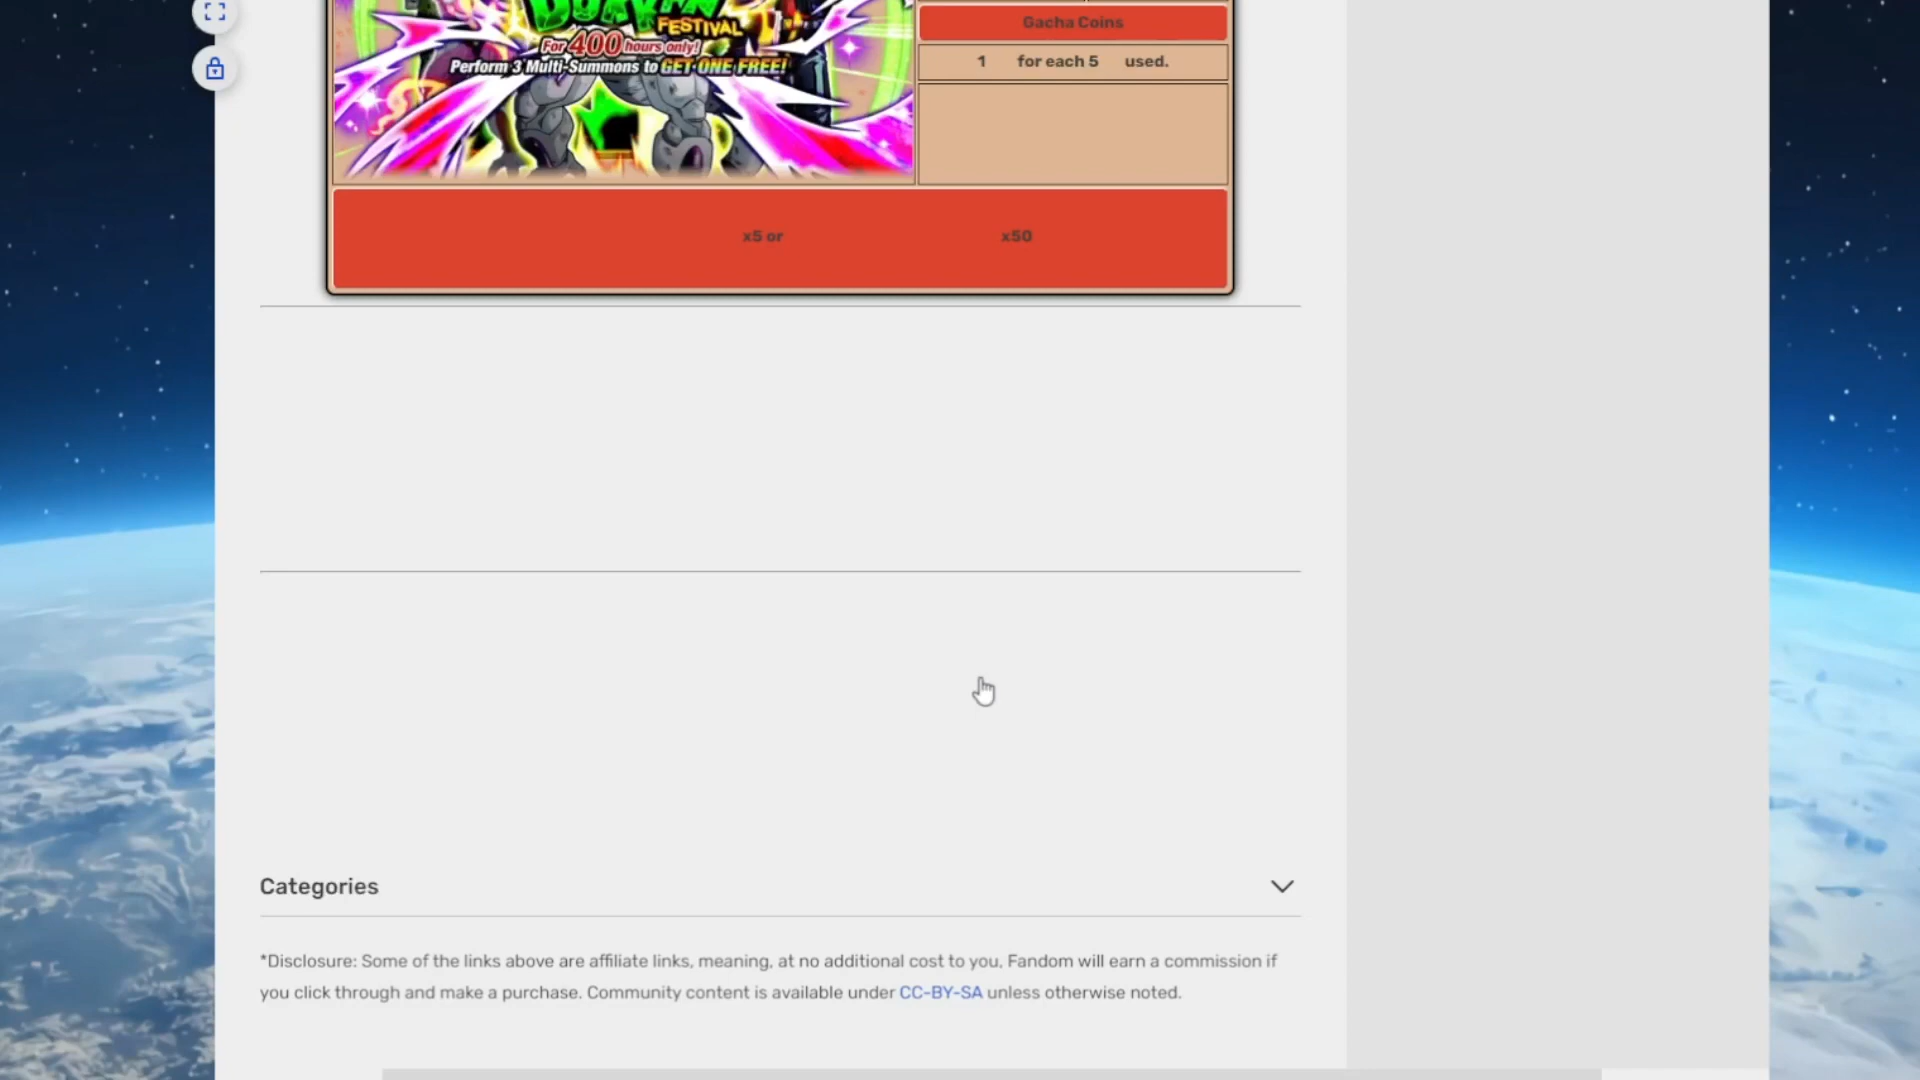 FESTIVAL
For 400 hours only!
Perform 3 Multi-Summons to GET ONE FREE!
Gacha Coins
1 for each 5 used.
x5 or x50
Categories
*Disclosure: Some of the links above are affiliate links, meaning, at no additional cost to you, Fandom will earn a commission if
you click through and make a purchase. Community content is available under CC-BY-SA unless otherwise noted.